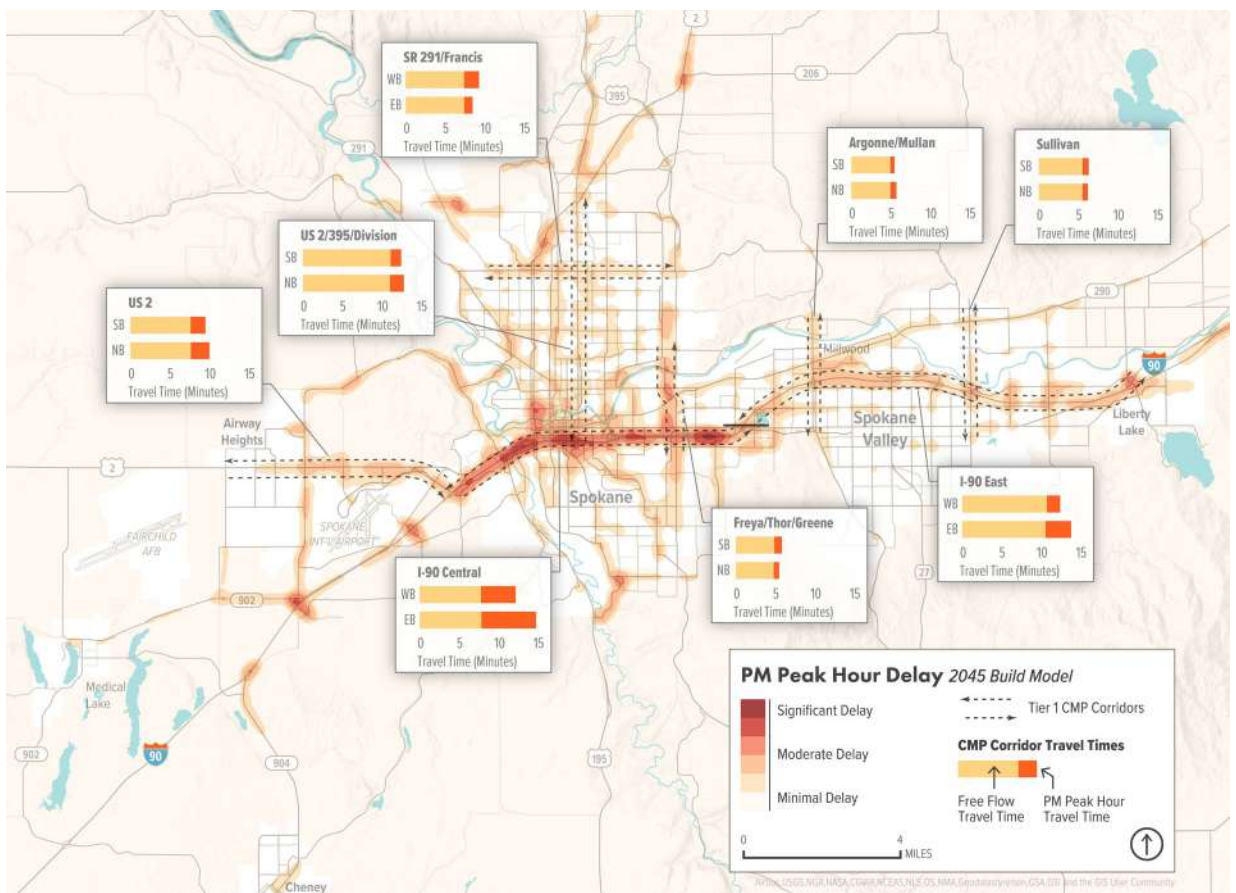 2
SR 291/Francis
WB
EB
0 5 10 15
Travel Time (Minutes)
206
395
291
Argonne/Mullan
SB
NB
0 5 10 15
Travel Time (Minutes)
Sullivan
SB
NB
0 5 10 15
Travel Time (Minutes)
US 2/395/Division
SB
NB
0 5 10 15
Travel Time (Minutes)
US 2
SB
NB
0 5 10 15
Travel Time (Minutes)
290
Millwood
90
Liberty
Lake
Spokane
Valley
Airway
Heights
2
Spokane
SPOKANE
INT'L AIRPORT
FAIRCHILD
AFB
I-90 East
WB
EB
0 5 10 15
Travel Time (Minutes)
Freya/Thor/Greene
SB
NB
0 5 10 15
Travel Time (Minutes)
I-90 Central
WB
EB
0 5 10 15
Travel Time (Minutes)
902
27
Medical
Lake
902
90
904
195
Cheney
PM Peak Hour Delay 2045 Build Model
Significant Delay
Moderate Delay
Minimal Delay
Tier 1 CMP Corridors
CMP Corridor Travel Times
Free Flow
Travel Time
PM Peak Hour
Travel Time
0 4
MILES